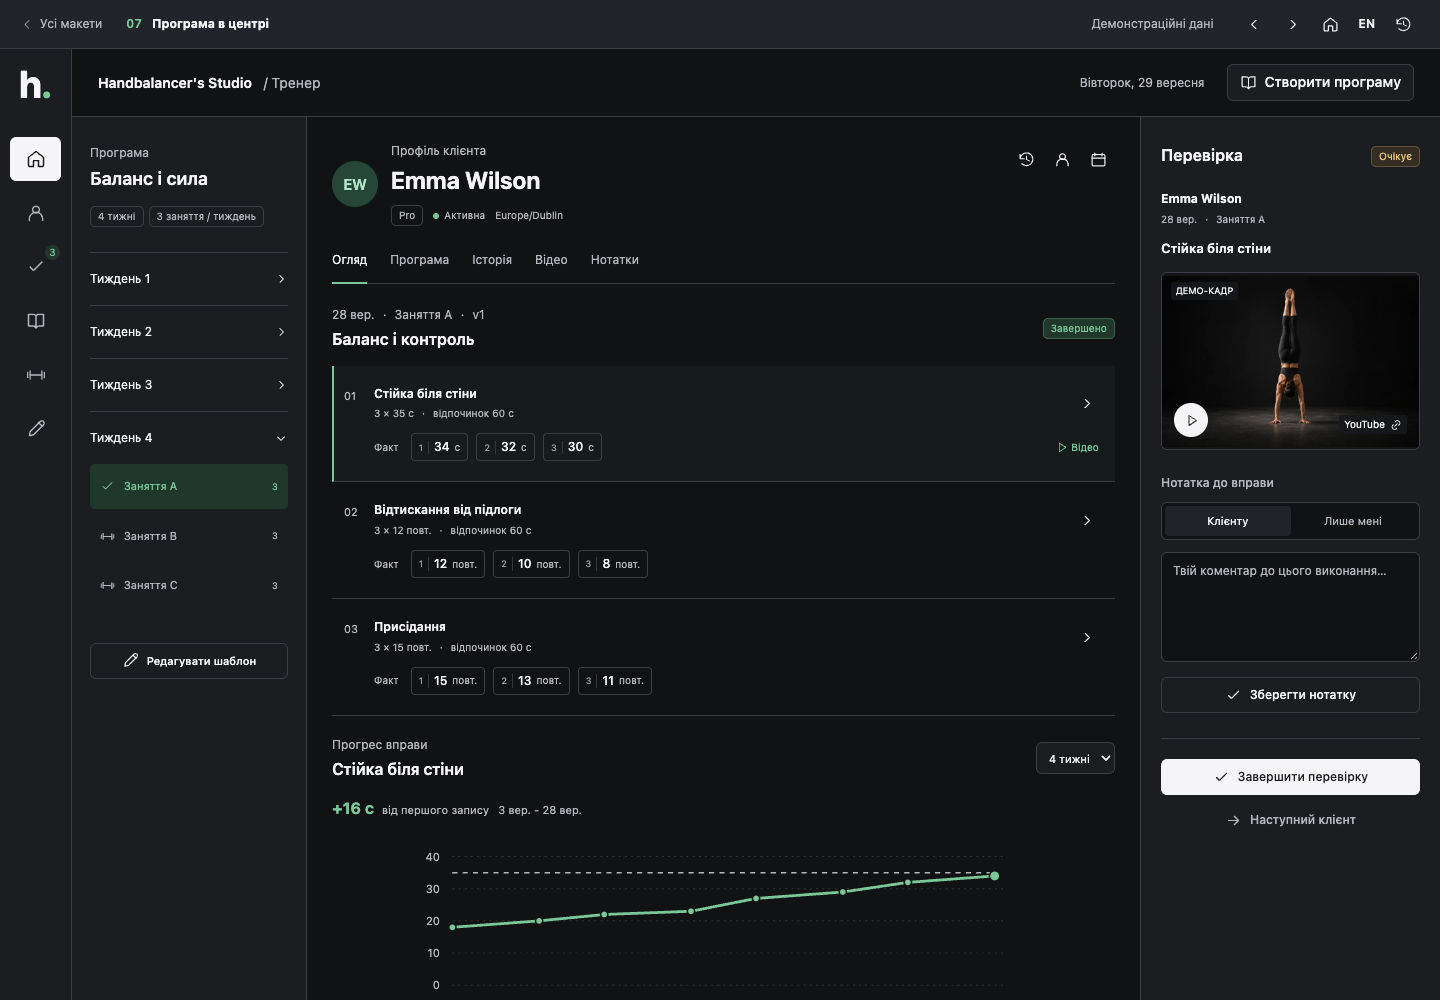 Усі макети
07 Програма в центрі
Демонстраційні дані
EN
h.
Handbalancer's Studio / Тренер
Вівторок, 29 вересня
Створити програму
3
Програма
Баланс і сила
4 тижні
3 заняття / тиждень
Тиждень 1
Тиждень 2
Тиждень 3
Тиждень 4
Заняття A 3
Заняття B 3
Заняття C 3
Редагувати шаблон
EW
Профіль клієнта
Emma Wilson
Pro
Активна
Europe/Dublin
Огляд
Програма
Історія
Відео
Нотатки
28 вер. · Заняття A · v1
Баланс і контроль
Завершено
01
Стійка біля стіни
3 × 35 с · відпочинок 60 с
Факт 1 34 с 2 32 с 3 30 с
Відео
02
Відтискання від підлоги
3 × 12 повт. · відпочинок 60 с
Факт 1 12 повт. 2 10 повт. 3 8 повт.
03
Присідання
3 × 15 повт. · відпочинок 60 с
Факт 1 15 повт. 2 13 повт. 3 11 повт.
Прогрес вправи
Стійка біля стіни
4 тижні
+16 с від першого запису 3 вер. - 28 вер.
40
30
20
10
0
Перевірка
Очікує
Emma Wilson
28 вер. · Заняття A
Стійка біля стіни
ДЕМО-КАДР
YouTube
Нотатка до вправи
Клієнту
Лише мені
Твій коментар до цього виконання...
Зберегти нотатку
Завершити перевірку
Наступний клієнт